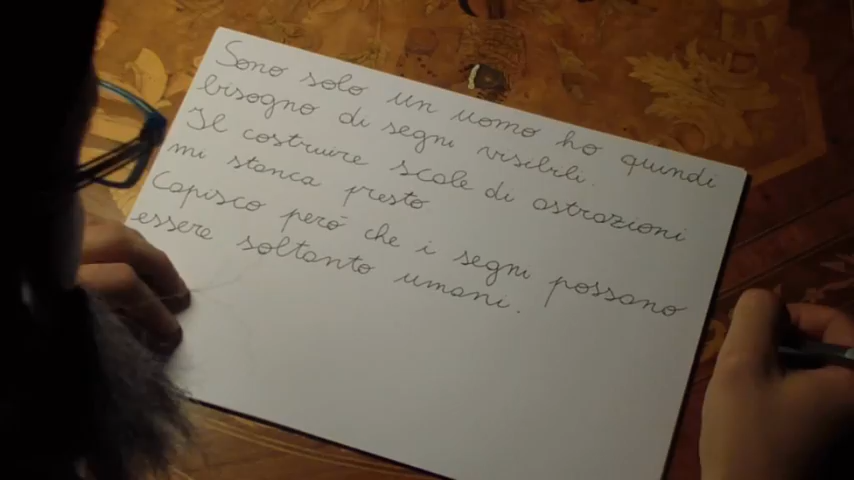 Sono solo un uomo ho quindi
bisogno di segni visibili.
Il costruire scale di astrazioni
mi stanca presto
Capisco però che i segni possano
essere soltanto umani.